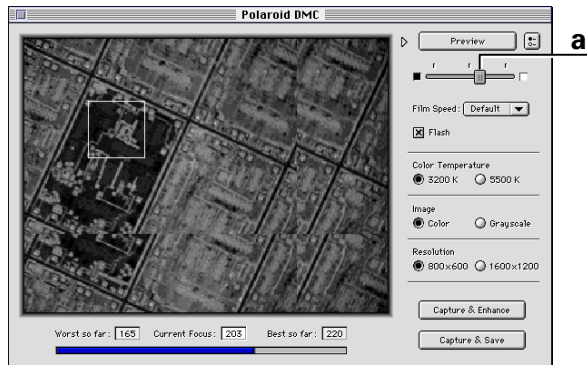 Polaroid DMC
Preview
a
Film Speed: Default
Flash
Color Temperature
3200 K 5500 K
Image
Color Grayscale
Resolution
800x600 1600x1200
Capture & Enhance
Capture & Save
Worst so far: 165 Current Focus: 203 Best so far: 220